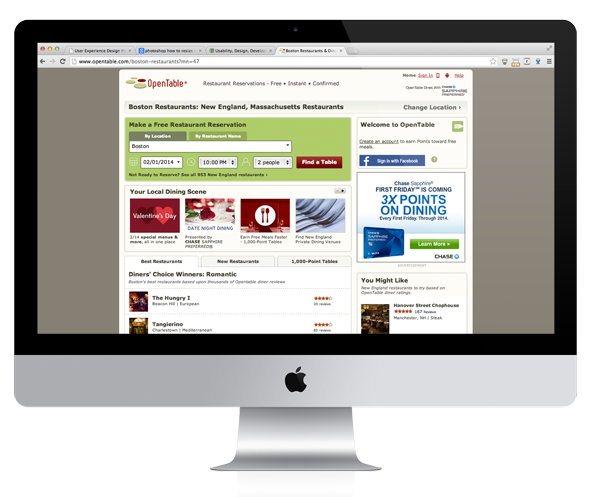 User Experience Design
photoshop how to resize
Usability, Design, Develo
Boston Restaurants & Di
www.opentable.com/boston-restaurants?mn=47
OpenTable
Restaurant Reservations - Free • Instant • Confirmed
Home Sign In Help
OpenTable Dines With CHASE SAPPHIRE PREFERRED
Boston Restaurants: New England, Massachusetts Restaurants
Change Location ›
Make a Free Restaurant Reservation
By Location
By Restaurant Name
Boston
02/01/2014
10:00 PM
2 people
Find a Table
Not Ready to Reserve? See all 953 New England restaurants ›
Welcome to OpenTable
Create an account to earn Points toward free meals.
f Sign in with Facebook
?
Your Local Dining Scene
Valentine's Day
2/14 special menus & more, all in one place
DATE NIGHT DINING
Presented by CHASE SAPPHIRE PREFERRED®
Earn Free Meals Faster - 1,000-Point Tables
Find New England Private Dining Venues
Chase Sapphire®
FIRST FRIDAY℠ IS COMING
3X POINTS
ON DINING
Every First Friday. Through 2014.
Learn More ›
CHASE
ADVERTISEMENT
Best Restaurants
New Restaurants
1,000-Point Tables
Diners' Choice Winners: Romantic
Boston's best restaurants based upon thousands of OpenTable diner reviews
The Hungry I
Beacon Hill | European
35 reviews
Tangierino
Charlestown | Mediterranean
60 reviews
You Might Like
New England restaurants to try based on
OpenTable diner ratings
Hanover Street Chophouse
167 Reviews
Manchester, NH | Steak